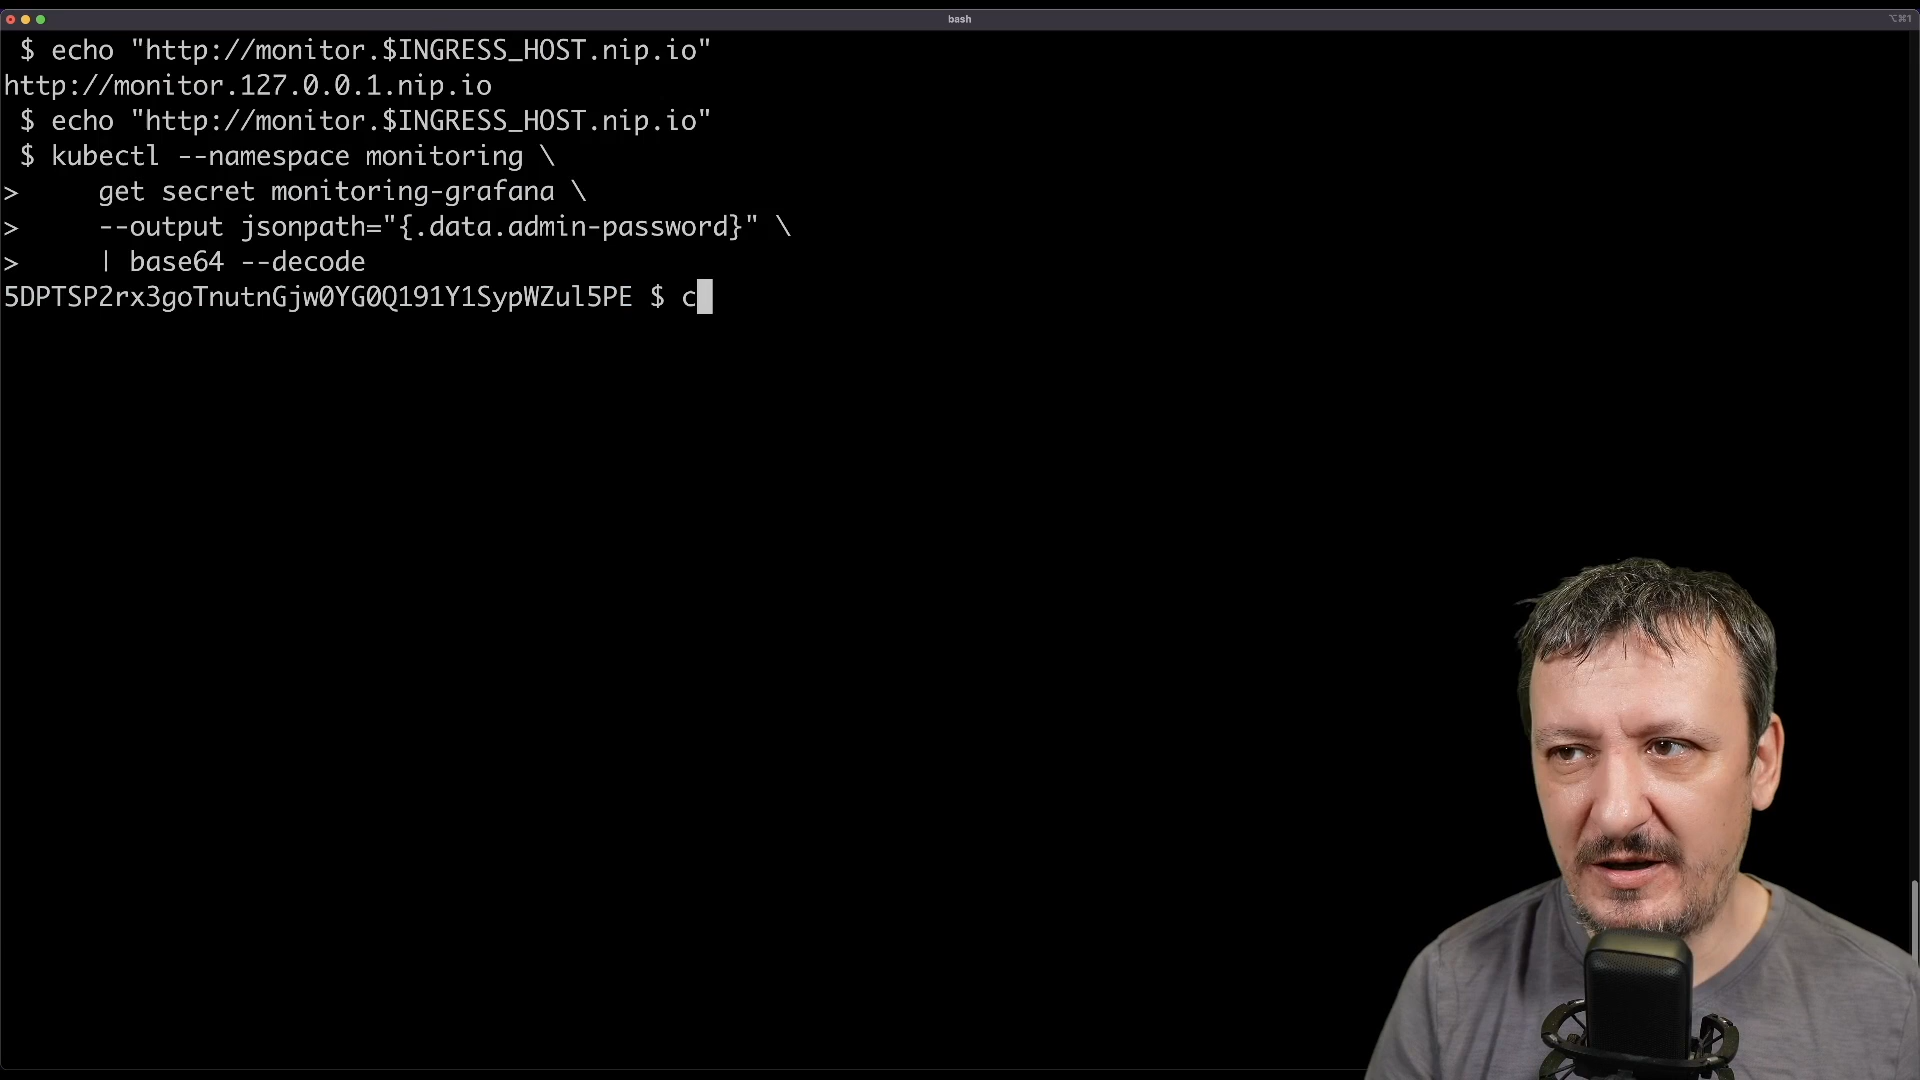 bash
⌥⌘1
$ echo "http://monitor.$INGRESS_HOST.nip.io"
http://monitor.127.0.0.1.nip.io
$ echo "http://monitor.$INGRESS_HOST.nip.io"
$ kubectl --namespace monitoring \
>     get secret monitoring-grafana \
>     --output jsonpath="{.data.admin-password}" \
>     | base64 --decode
5DPTSP2rx3goTnutnGjw0YG0Q191Y1SypWZul5PE $ c